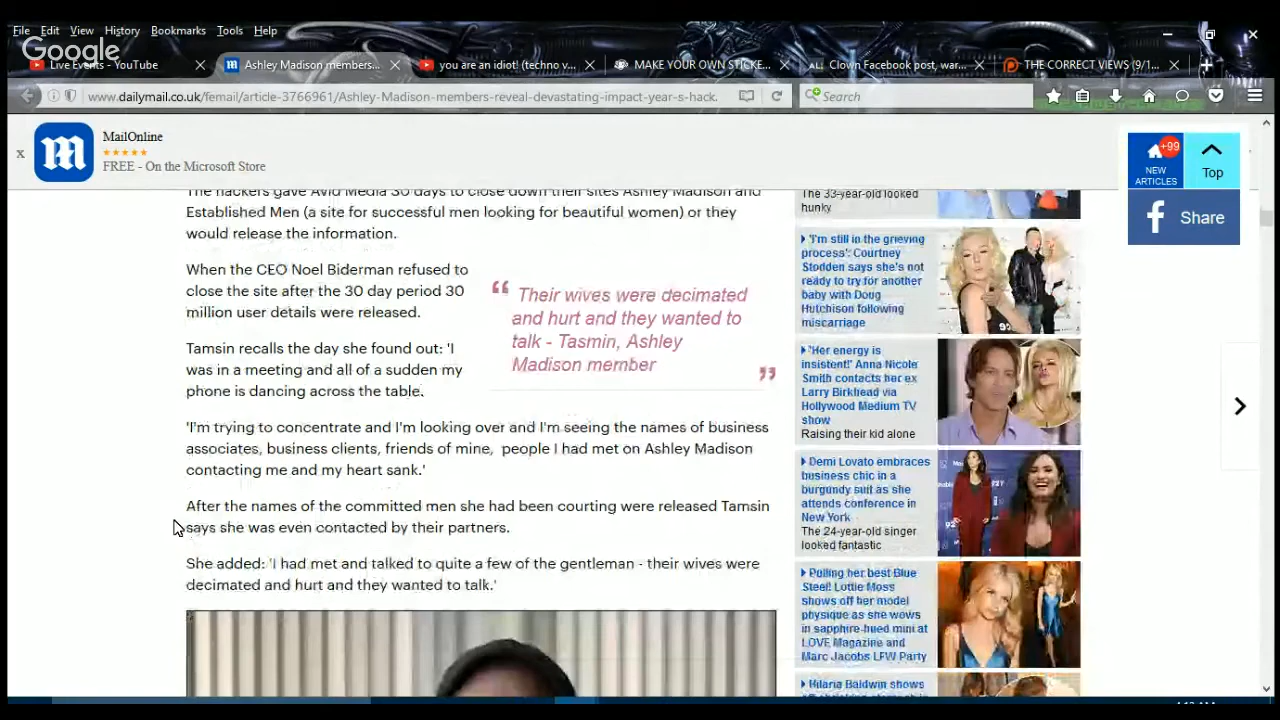 File Edit View History Bookmarks Tools Help
Google
Live Events - YouTube
Ashley Madison members...
you are an idiot! (techno v...
MAKE YOUR OWN STICKE...
Clown Facebook post, war...
THE CORRECT VIEWS (9/1...
www.dailymail.co.uk/femail/article-3766961/Ashley-Madison-members-reveal-devastating-impact-year-s-hack.
Search
x
MailOnline
FREE - On the Microsoft Store
+99
NEW
ARTICLES
Top
Share
The hackers gave Avid Media 30 days to close down their sites Ashley Madison and
Established Men (a site for successful men looking for beautiful women) or they
would release the information.
When the CEO Noel Biderman refused to
close the site after the 30 day period 30
million user details were released.
Tamsin recalls the day she found out: 'I
was in a meeting and all of a sudden my
phone is dancing across the table.
“ Their wives were decimated
and hurt and they wanted to
talk - Tasmin, Ashley
Madison member ”
'I'm trying to concentrate and I'm looking over and I'm seeing the names of business
associates, business clients, friends of mine, people I had met on Ashley Madison
contacting me and my heart sank.'
After the names of the committed men she had been courting were released Tamsin
says she was even contacted by their partners.
She added: 'I had met and talked to quite a few of the gentleman - their wives were
decimated and hurt and they wanted to talk.'
The 33-year-old looked
hunky
'I'm still in the grieving
process': Courtney
Stodden says she's not
ready to try for another
baby with Doug
Hutchison following
miscarriage
'Her energy is
insistent!' Anna Nicole
Smith contacts her ex
Larry Birkhead via
Hollywood Medium TV
show
Raising their kid alone
Demi Lovato embraces
business chic in a
burgundy suit as she
attends conference in
New York
The 24-year-old singer
looked fantastic
Pulling her best Blue
Steel! Lottie Moss
shows off her model
physique as she wows
in sapphire-hued mini at
LOVE Magazine and
Marc Jacobs LFW Party
Hilaria Baldwin shows